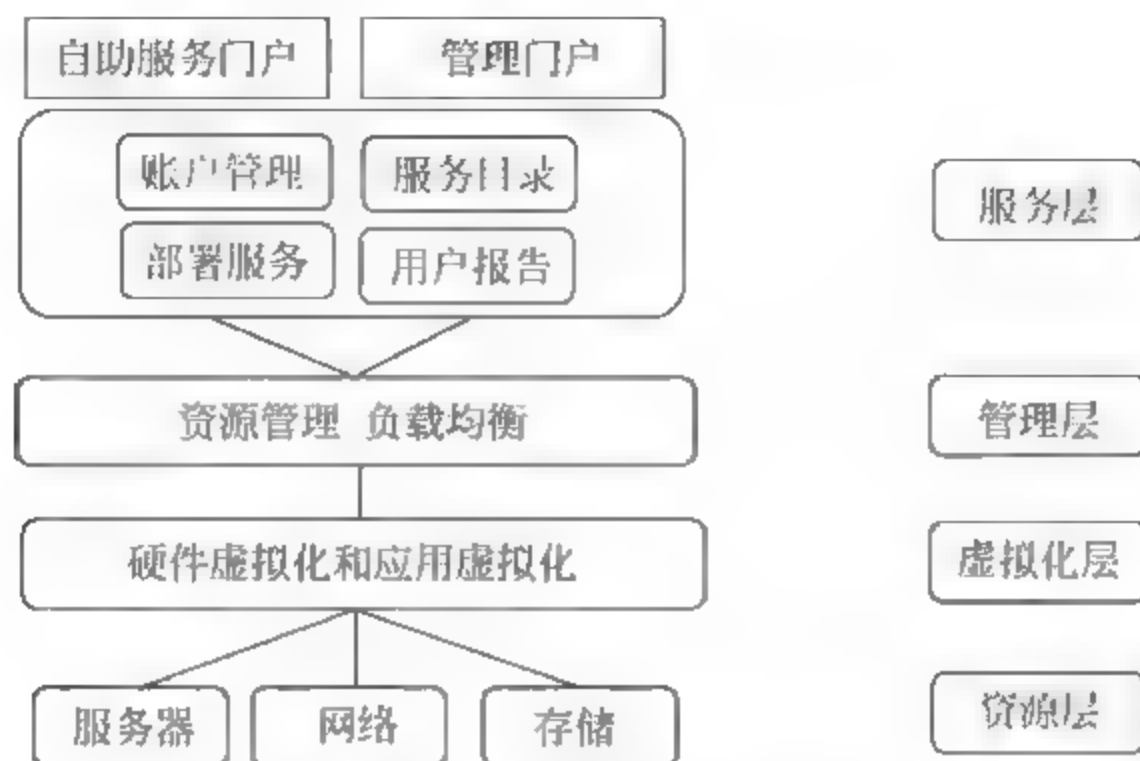 自助服务门户 管理门户
账户管理 服务目录
服务层
部署服务 用户报告
资源管理 负载均衡 管理层
硬件虚拟化和应用虚拟化 虚拟化层
服务器 网络 存储 资源层